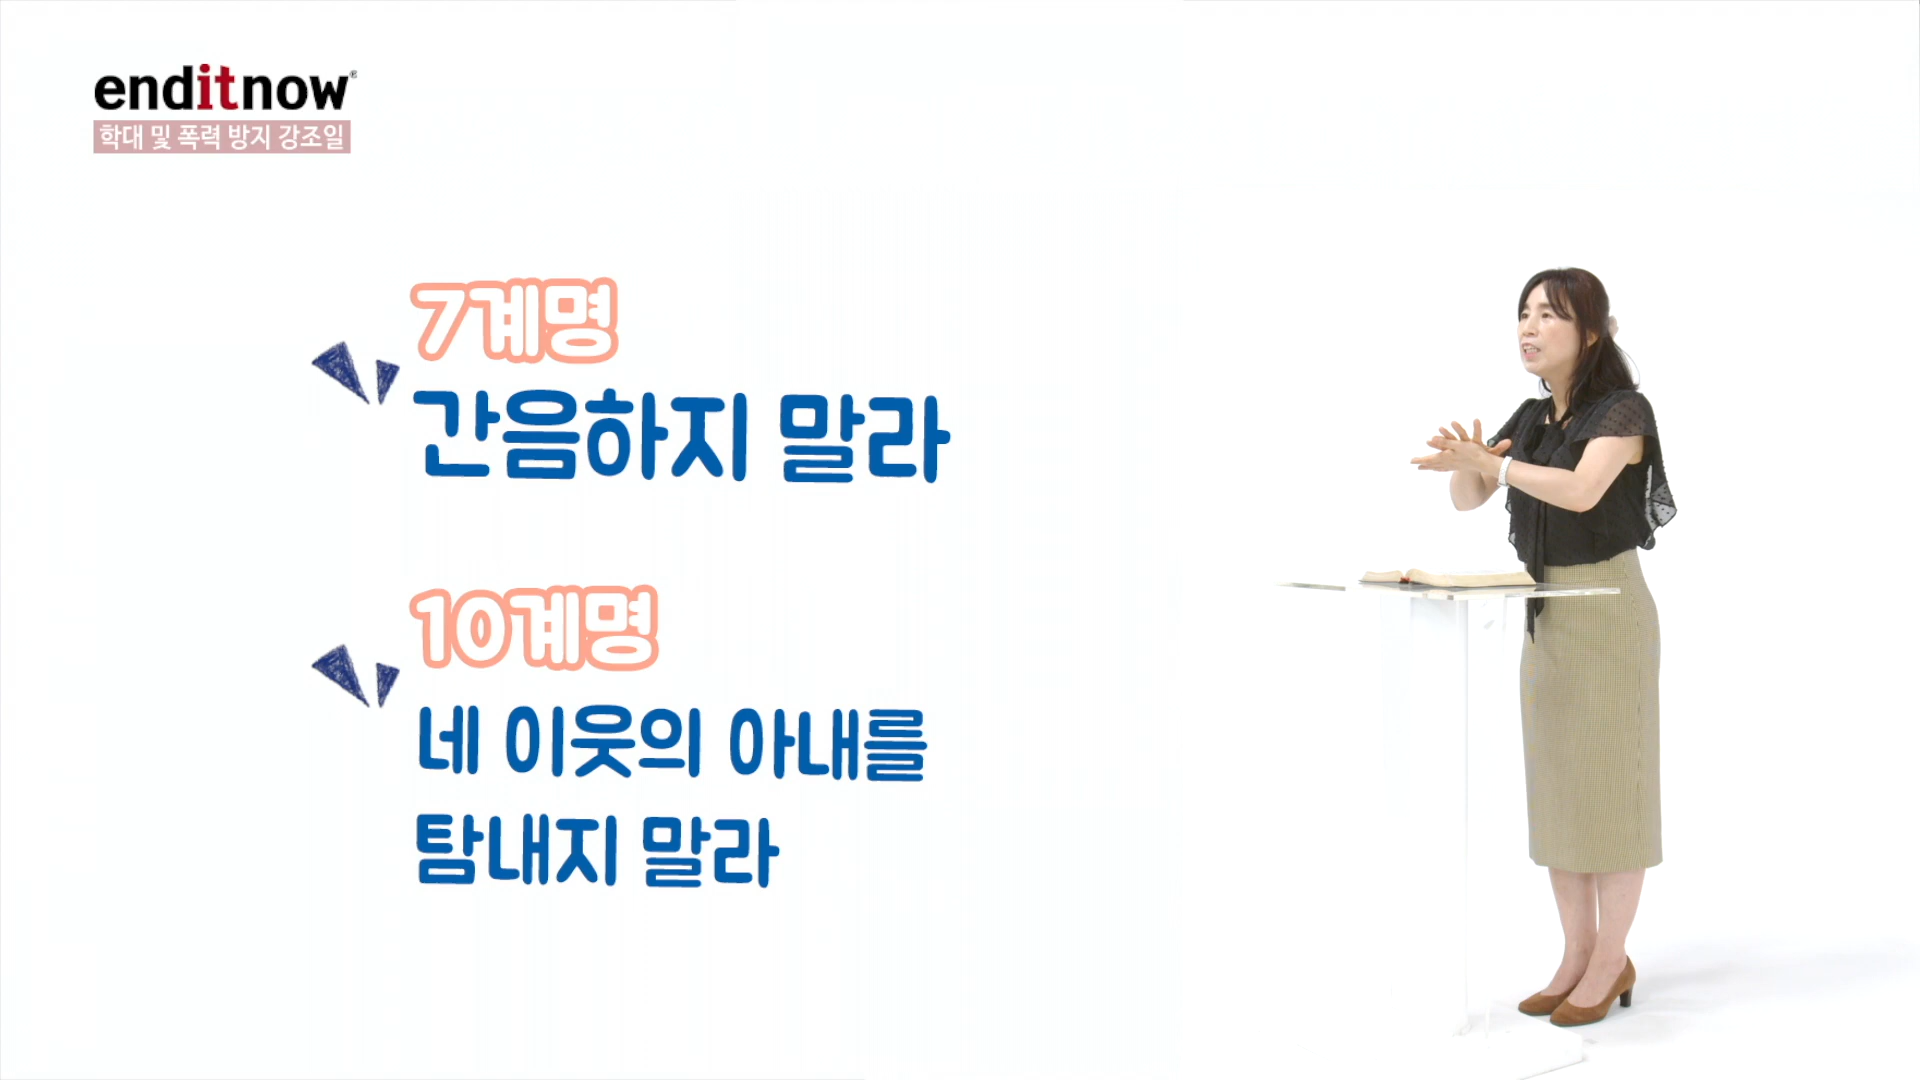 enditnow®
학대 및 폭력 방지 강조일
7계명
간음하지 말라
10계명
네 이웃의 아내를
탐내지 말라